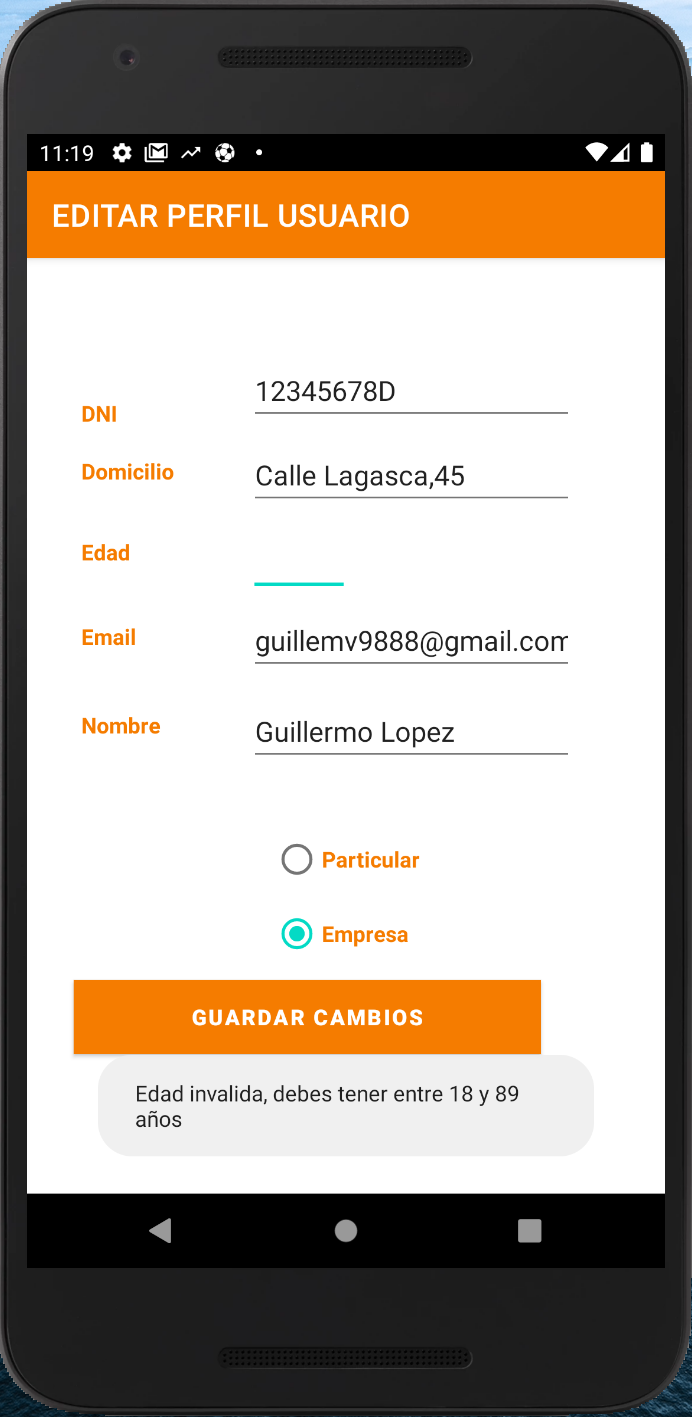 11:19
EDITAR PERFIL USUARIO
DNI
12345678D
Domicilio
Calle Lagasca,45
Edad
Email
guillemv9888@gmail.com
Nombre
Guillermo Lopez
Particular
Empresa
GUARDAR CAMBIOS
Edad invalida, debes tener entre 18 y 89
años